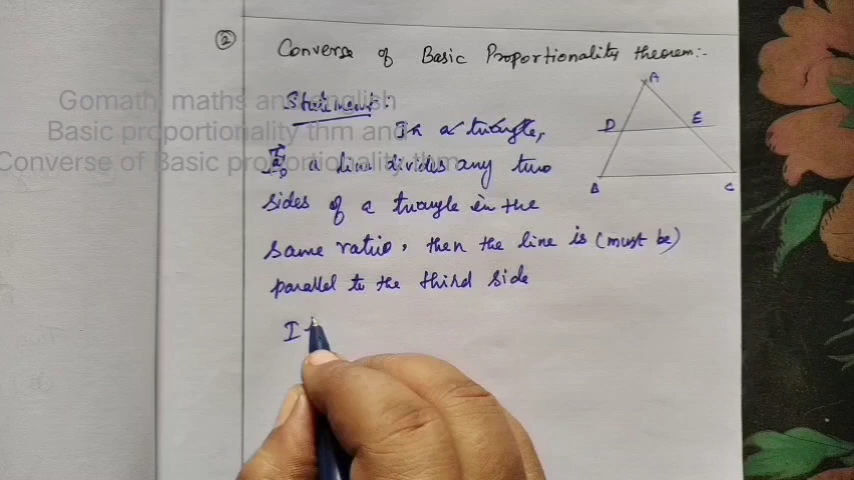 ②
Converse of Basic Proportionality theorem:-
Statement:
In a triangle,
If a line divides any two
sides of a triangle in the
same ratio, then the line is (must be)
parallel to the third side
I
A
D
E
B
C
Gomathi maths and english
Basic proportionality thm and
Converse of Basic proportionality thm